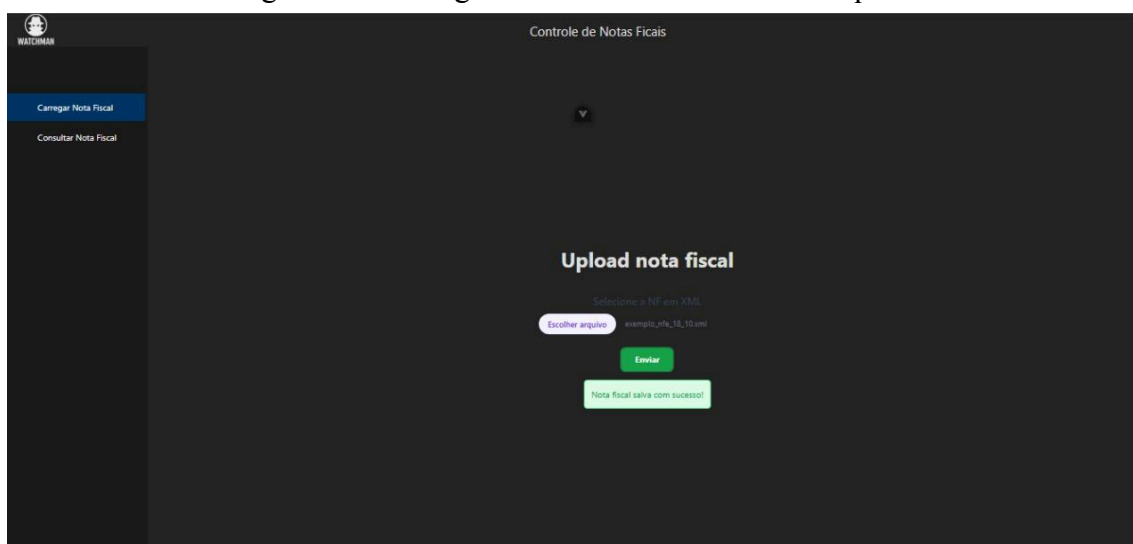 WATCHMAN
Controle de Notas Ficais
Carregar Nota Fiscal
Consultar Nota Fiscal
Upload nota fiscal
Selecione a NF em XML
Escolher arquivo exemplo_nfe_18_10.xml
Enviar
Nota fiscal salva com sucesso!